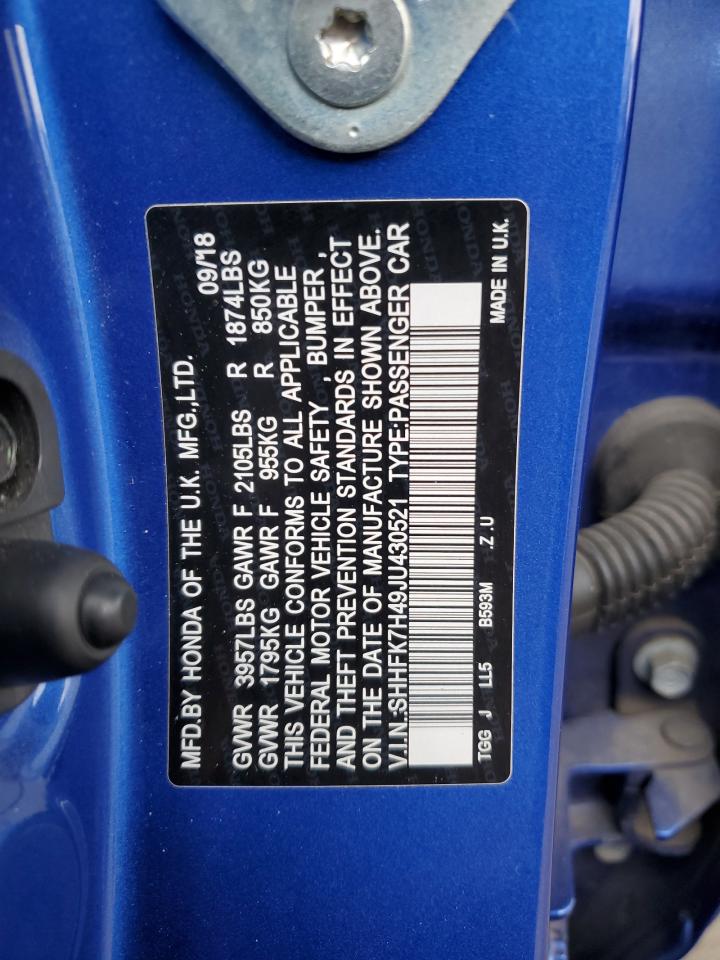 MFD.BY HONDA OF THE U.K. MFG.,LTD. 09/18
GVWR 3957LBS GAWR F 2105LBS R 1874LBS
GVWR 1795KG GAWR F 955KG R 850KG
THIS VEHICLE CONFORMS TO ALL APPLICABLE
FEDERAL MOTOR VEHICLE SAFETY , BUMPER ,
AND THEFT PREVENTION STANDARDS IN EFFECT
ON THE DATE OF MANUFACTURE SHOWN ABOVE.
V.I.N.:SHHFK7H49JU430521 TYPE:PASSENGER CAR
TGG J LL5 B593M .Z.U MADE IN U.K.